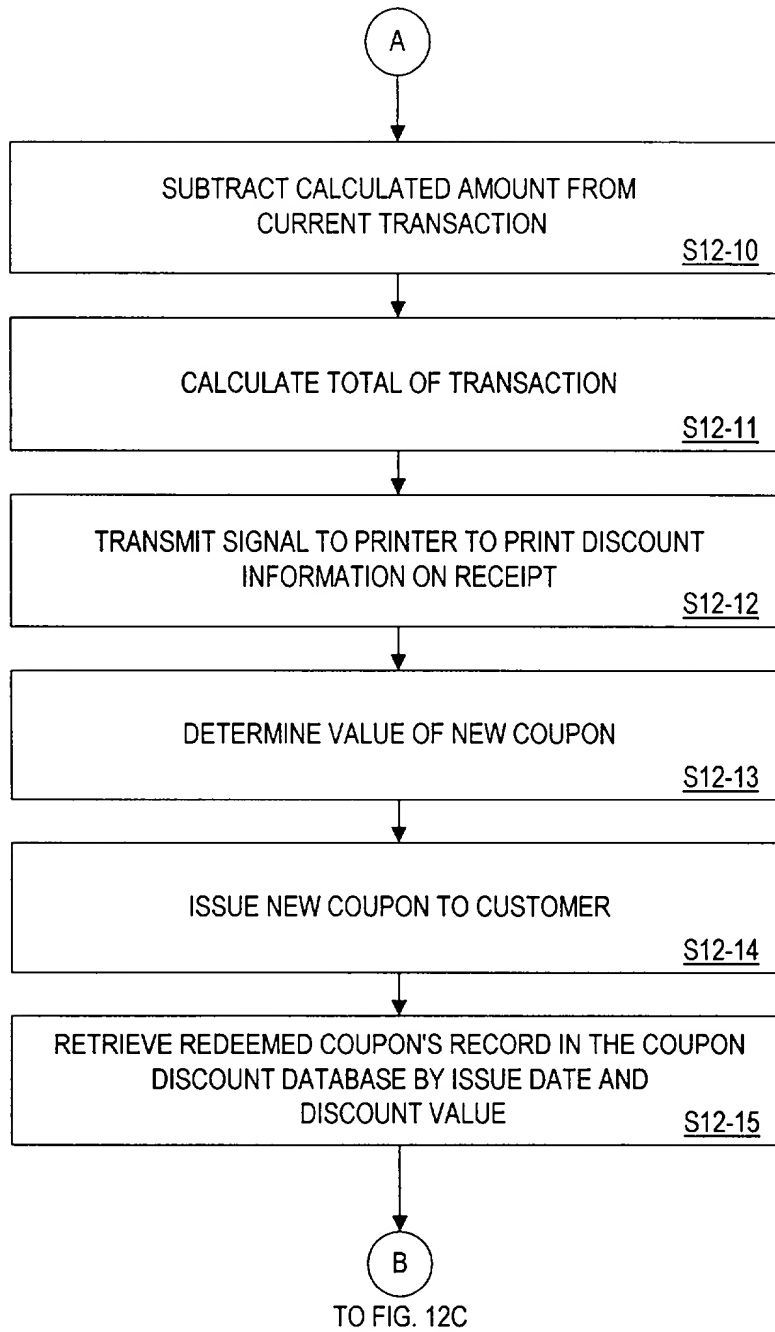 A
SUBTRACT CALCULATED AMOUNT FROM
CURRENT TRANSACTION
S12-10
CALCULATE TOTAL OF TRANSACTION
S12-11
TRANSMIT SIGNAL TO PRINTER TO PRINT DISCOUNT
INFORMATION ON RECEIPT
S12-12
DETERMINE VALUE OF NEW COUPON
S12-13
ISSUE NEW COUPON TO CUSTOMER
S12-14
RETRIEVE REDEEMED COUPON'S RECORD IN THE COUPON
DISCOUNT DATABASE BY ISSUE DATE AND
DISCOUNT VALUE
S12-15
B
TO FIG. 12C